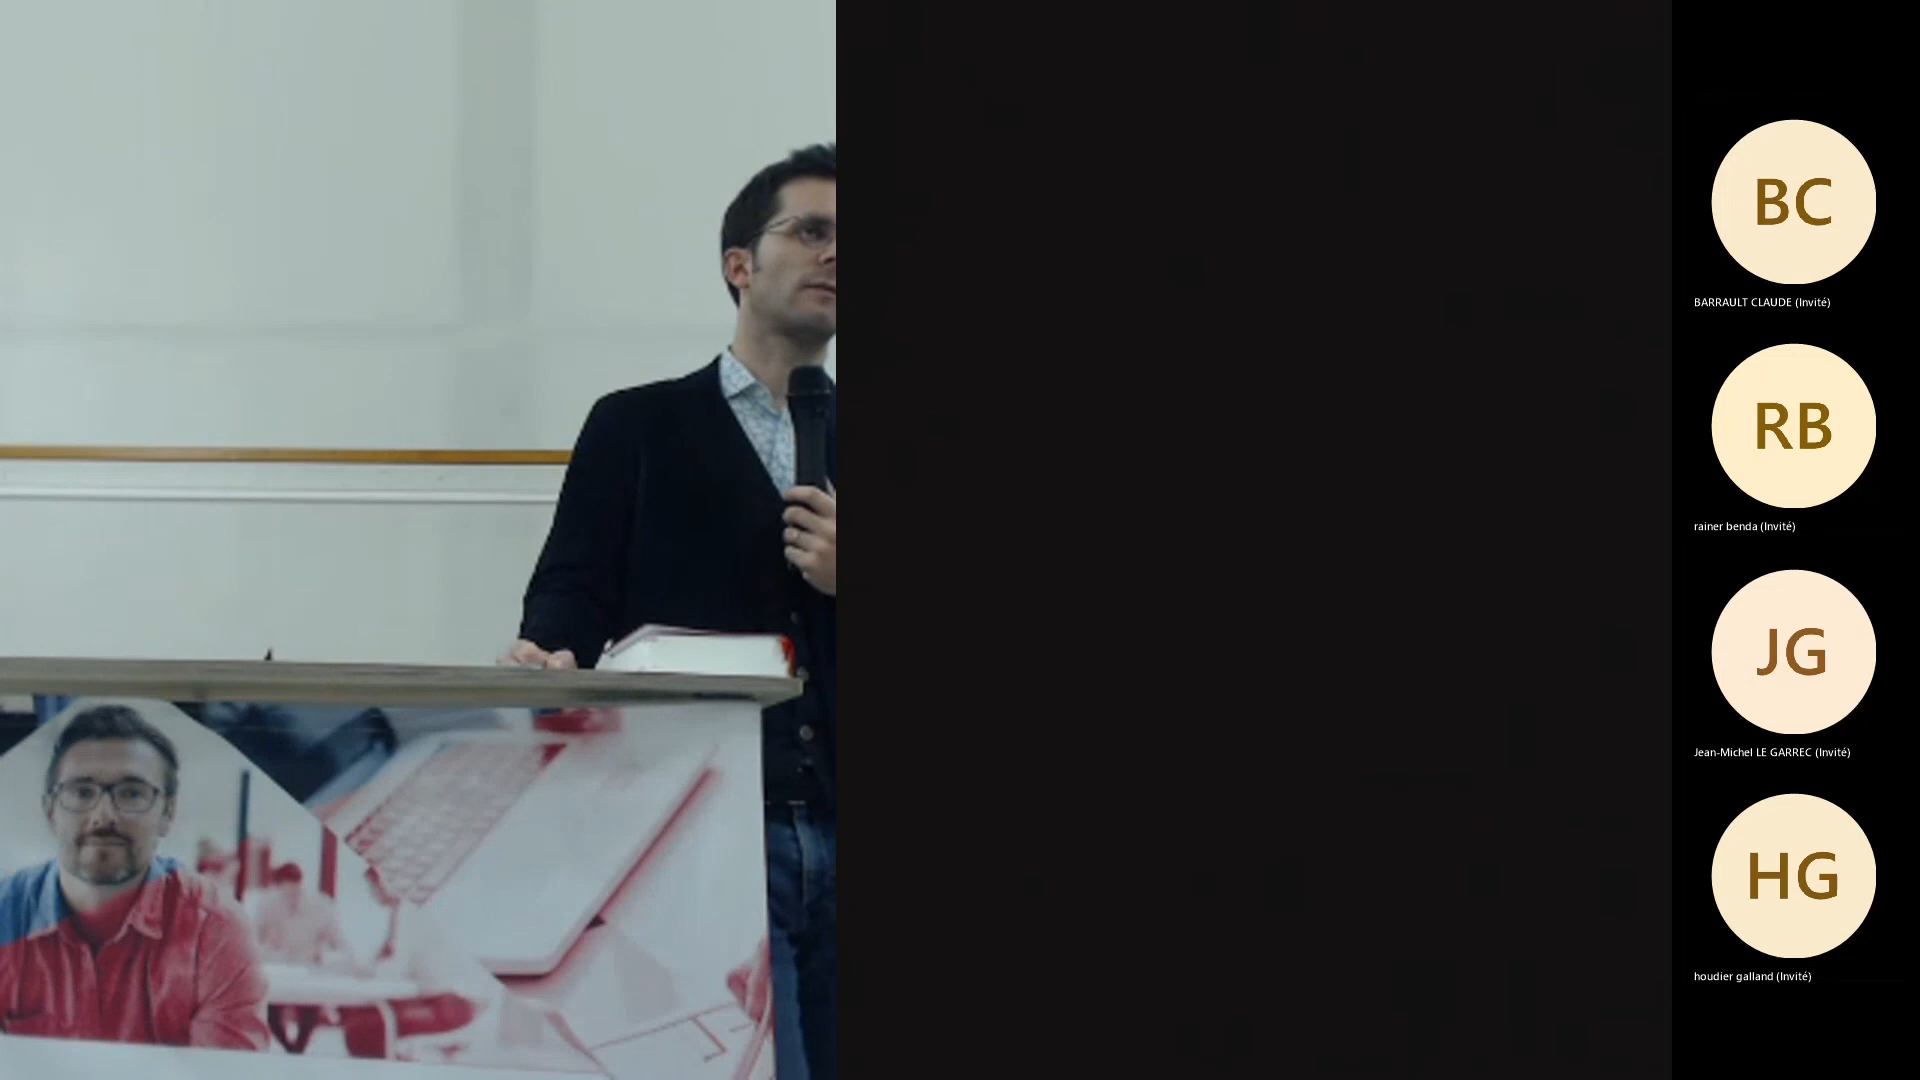 BC
BARRAULT CLAUDE (Invité)
RB
rainer benda (Invité)
JG
Jean-Michel LE GARREC (Invité)
HG
houdier galland (Invité)